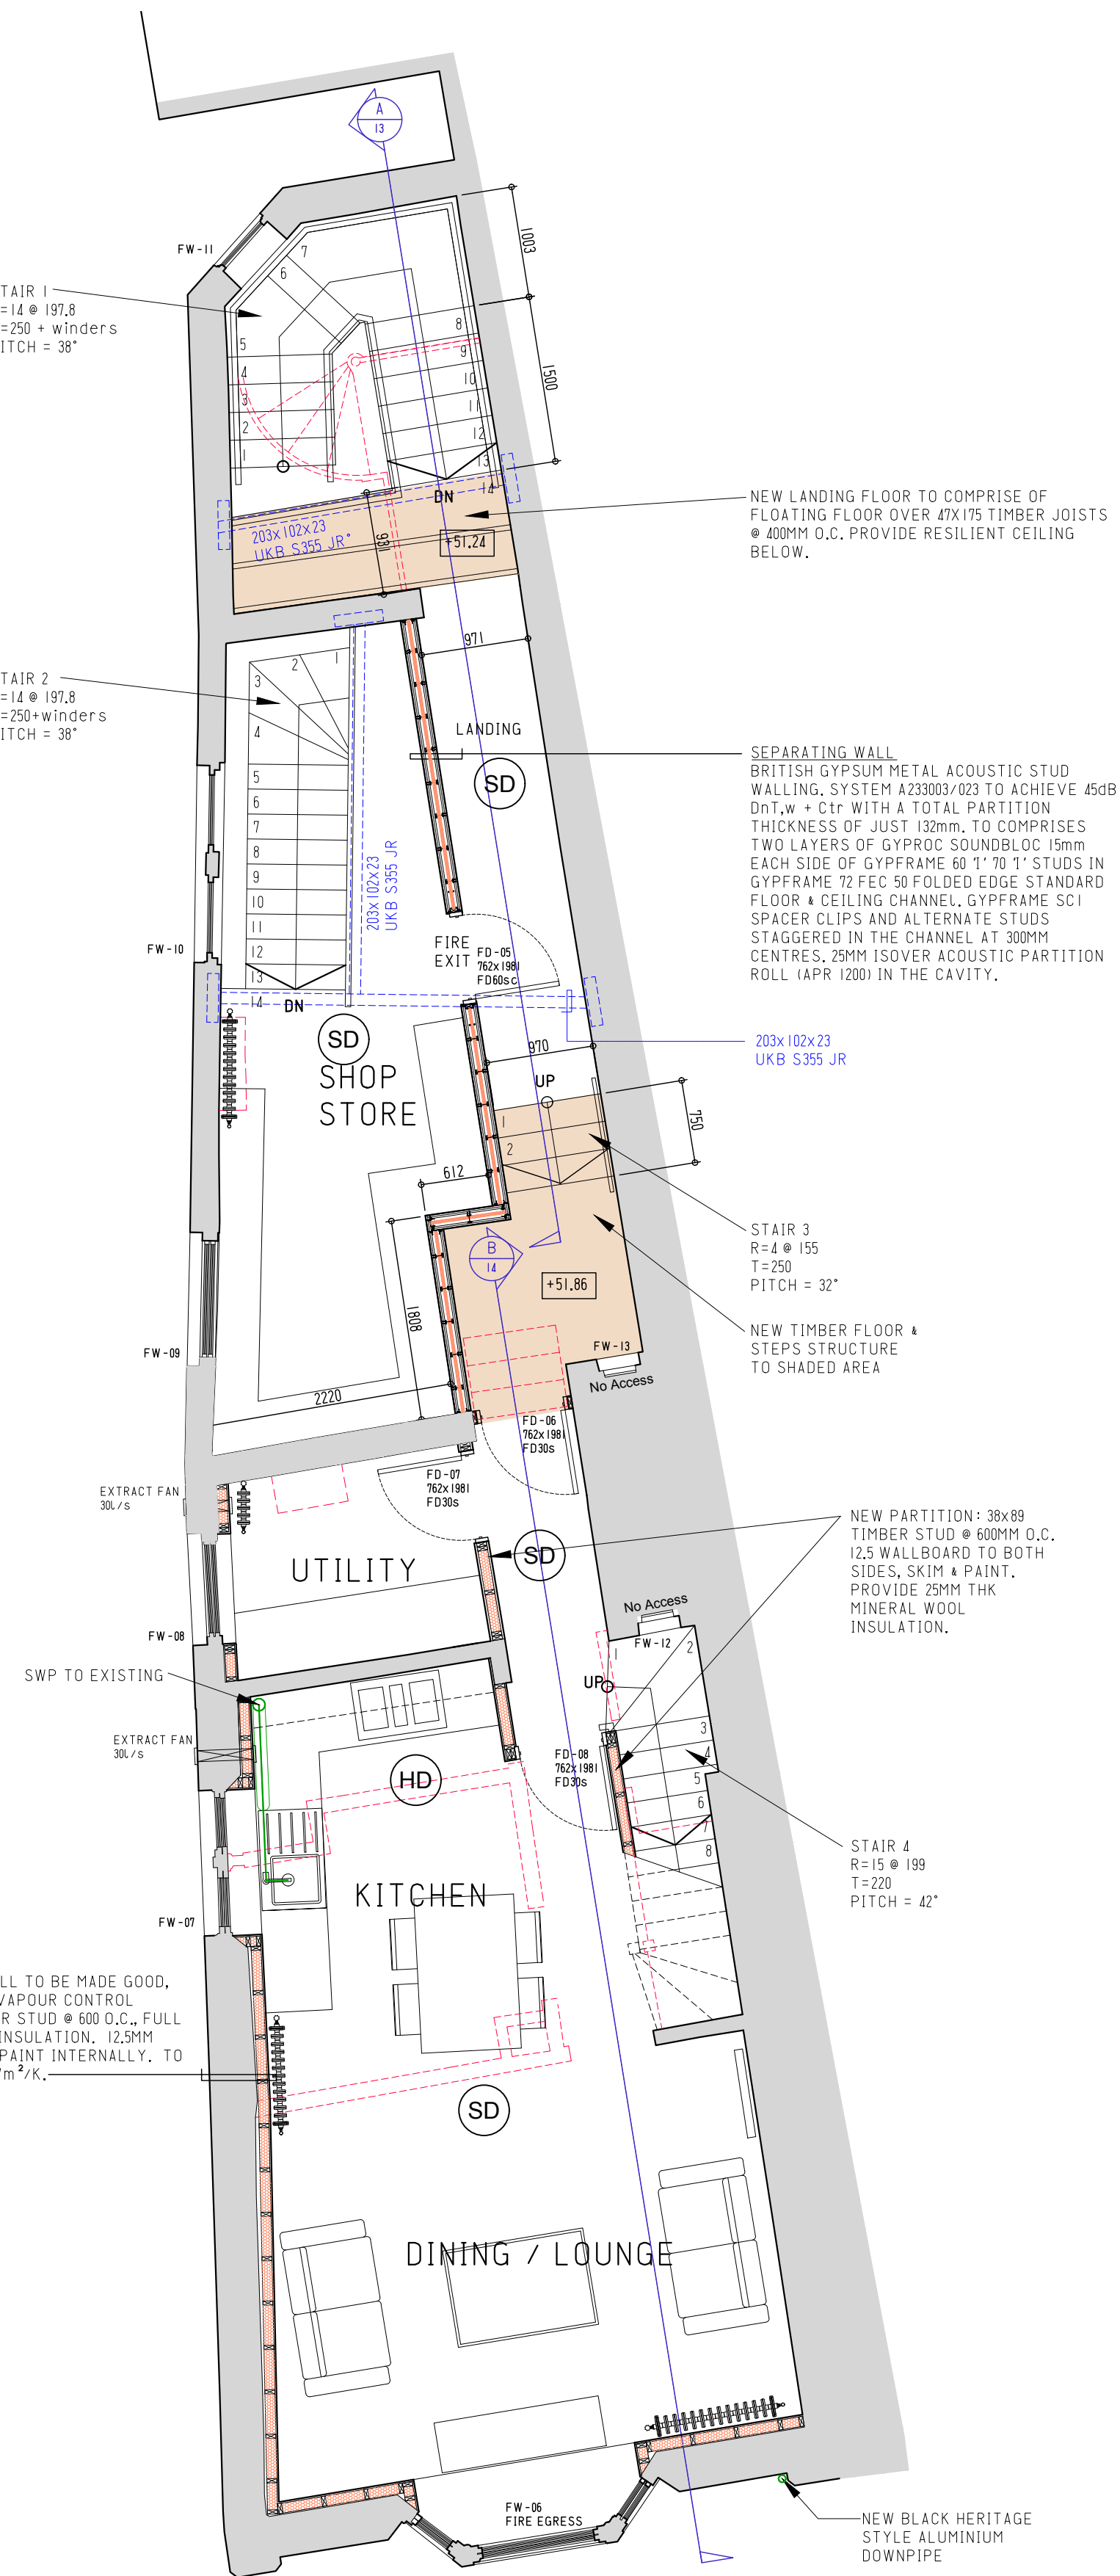 A
13
FW-11
7
6
5
4
3
2
1
8
9
10
11
12
13
14
DN
1003
1500
TAIR 1
=14 @ 197.8
=250 + winders
ITCH = 38°
203x102x23
UKB S355 JR
931
+51.24
NEW LANDING FLOOR TO COMPRISE OF
FLOATING FLOOR OVER 47X175 TIMBER JOISTS
@ 400MM O.C. PROVIDE RESILIENT CEILING
BELOW.
971
TAIR 2
=14 @ 197.8
=250+winders
ITCH = 38°
1
2
3
4
5
6
7
8
9
10
11
12
13
14
DN
LANDING
SD
203x102x23
UKB S355 JR
SEPARATING WALL
BRITISH GYPSUM METAL ACOUSTIC STUD
WALLING. SYSTEM A233003/023 TO ACHIEVE 45dB
DnT,w + Ctr WITH A TOTAL PARTITION
THICKNESS OF JUST 132mm. TO COMPRISES
TWO LAYERS OF GYPROC SOUNDBLOC 15mm
EACH SIDE OF GYPFRAME 60 'I' 70 'I' STUDS IN
GYPFRAME 72 FEC 50 FOLDED EDGE STANDARD
FLOOR & CEILING CHANNEL. GYPFRAME SC1
SPACER CLIPS AND ALTERNATE STUDS
STAGGERED IN THE CHANNEL AT 300MM
CENTRES. 25MM ISOVER ACOUSTIC PARTITION
ROLL (APR 1200) IN THE CAVITY.
FW-10
FIRE
EXIT
FD-05
762x1981
FD60sc
SD
SHOP
STORE
203x102x23
UKB S355 JR
970
UP
1
2
750
612
STAIR 3
R=4 @ 155
T=250
PITCH = 32°
B
14
+51.86
1808
NEW TIMBER FLOOR &
STEPS STRUCTURE
TO SHADED AREA
FW-09
FW-13
No Access
2220
FD-06
762x1981
FD30s
FD-07
762x1981
FD30s
EXTRACT FAN
30L/s
NEW PARTITION: 38x89
TIMBER STUD @ 600MM O.C.
12.5 WALLBOARD TO BOTH
SIDES, SKIM & PAINT.
PROVIDE 25MM THK
MINERAL WOOL
INSULATION.
SD
UTILITY
No Access
FW-08
FW-12
SWP TO EXISTING
UP
1
2
3
4
5
6
7
8
EXTRACT FAN
30L/s
HD
FD-08
762x1981
FD30s
STAIR 4
R=15 @ 199
T=220
PITCH = 42°
KITCHEN
FW-07
LL TO BE MADE GOOD,
VAPOUR CONTROL
R STUD @ 600 O.C., FULL
INSULATION. 12.5MM
PAINT INTERNALLY. TO
/m²/K.
SD
DINING / LOUNGE
FW-06
FIRE EGRESS
NEW BLACK HERITAGE
STYLE ALUMINIUM
DOWNPIPE